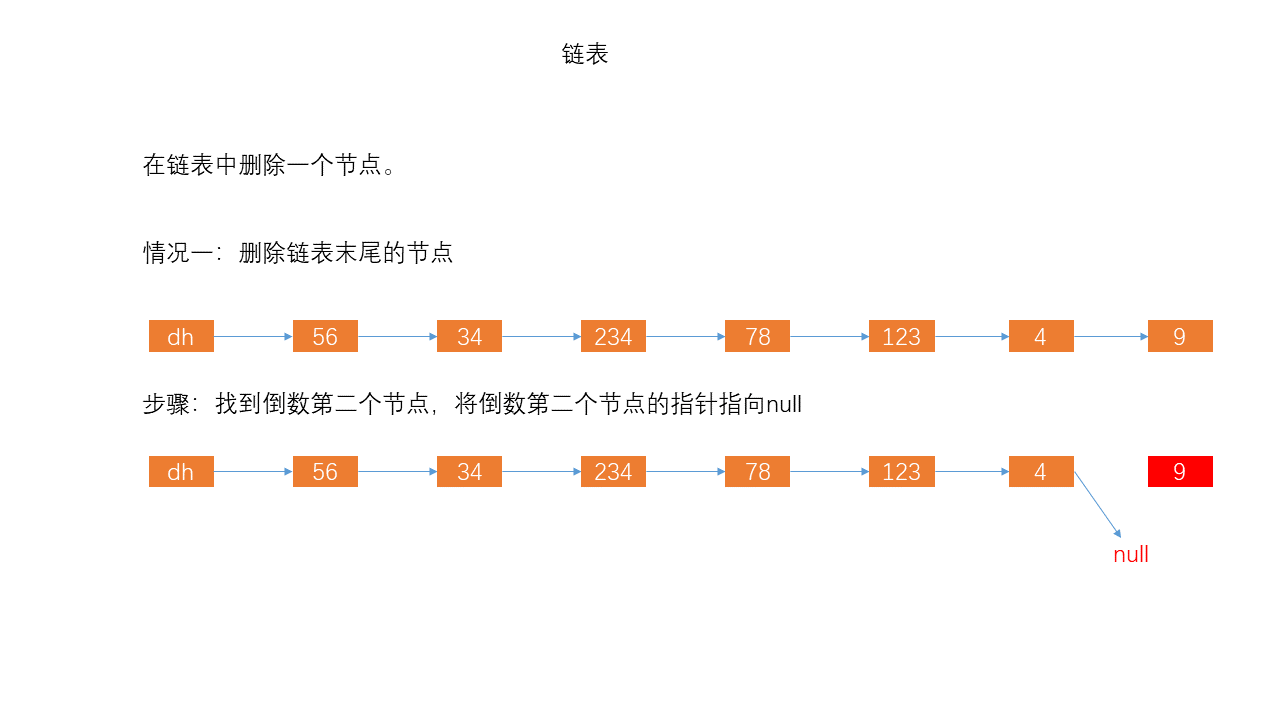 链表
在链表中删除一个节点。
情况一：删除链表末尾的节点
dh 56 34 234 78 123 4 9
步骤：找到倒数第二个节点，将倒数第二个节点的指针指向null
dh 56 34 234 78 123 4 9
null